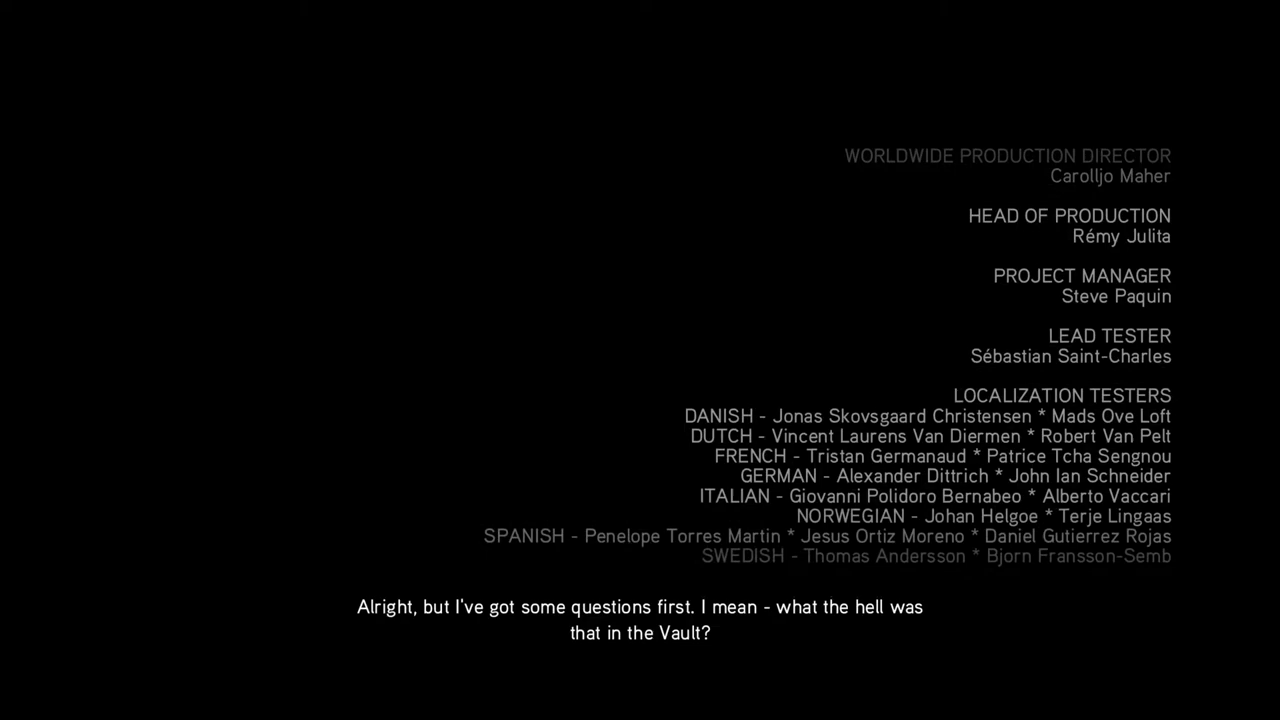 WORLDWIDE PRODUCTION DIRECTOR
Carolljo Maher
HEAD OF PRODUCTION
Rémy Julita
PROJECT MANAGER
Steve Paquin
LEAD TESTER
Sébastian Saint-Charles
LOCALIZATION TESTERS
DANISH - Jonas Skovsgaard Christensen * Mads Ove Loft
DUTCH - Vincent Laurens Van Diermen * Robert Van Pelt
FRENCH - Tristan Germanaud * Patrice Tcha Sengnou
GERMAN - Alexander Dittrich * John Ian Schneider
ITALIAN - Giovanni Polidoro Bernabeo * Alberto Vaccari
NORWEGIAN - Johan Helgoe * Terje Lingaas
SPANISH - Penelope Torres Martin * Jesus Ortiz Moreno * Daniel Gutierrez Rojas
SWEDISH - Thomas Andersson * Bjorn Fransson-Semb
Alright, but I've got some questions first. I mean - what the hell was
that in the Vault?